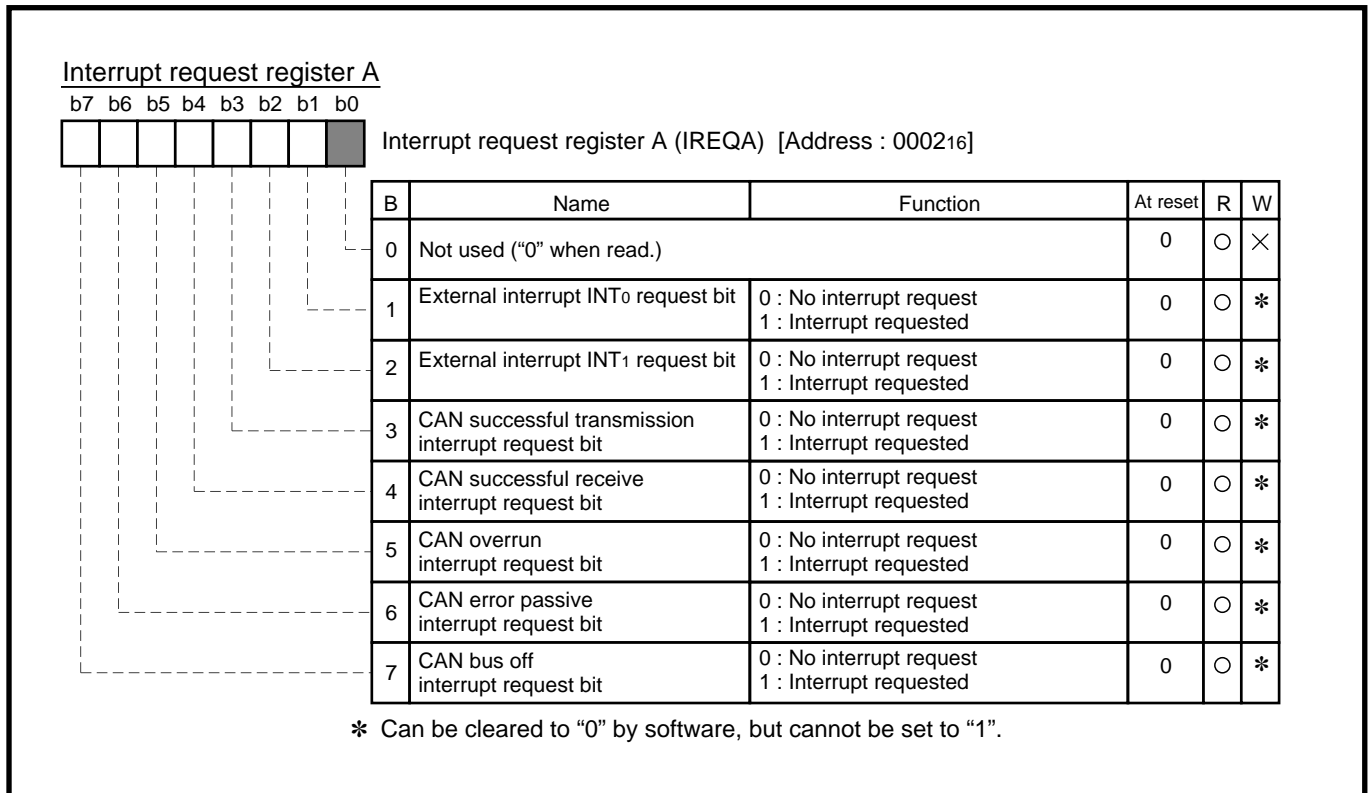 Interrupt request register A
b7 b6 b5 b4 b3 b2 b1 b0
Interrupt request register A (IREQA) [Address : 000216]
B Name Function At reset R W
0 Not used (“0” when read.) 0 ○ ×
1 External interrupt INT0 request bit 0 : No interrupt request 0 ○ ✻
1 : Interrupt requested
2 External interrupt INT1 request bit 0 : No interrupt request 0 ○ ✻
1 : Interrupt requested
3 CAN successful transmission 0 : No interrupt request 0 ○ ✻
interrupt request bit 1 : Interrupt requested
4 CAN successful receive 0 : No interrupt request 0 ○ ✻
interrupt request bit 1 : Interrupt requested
5 CAN overrun 0 : No interrupt request 0 ○ ✻
interrupt request bit 1 : Interrupt requested
6 CAN error passive 0 : No interrupt request 0 ○ ✻
interrupt request bit 1 : Interrupt requested
7 CAN bus off 0 : No interrupt request 0 ○ ✻
interrupt request bit 1 : Interrupt requested
✻ Can be cleared to “0” by software, but cannot be set to “1”.